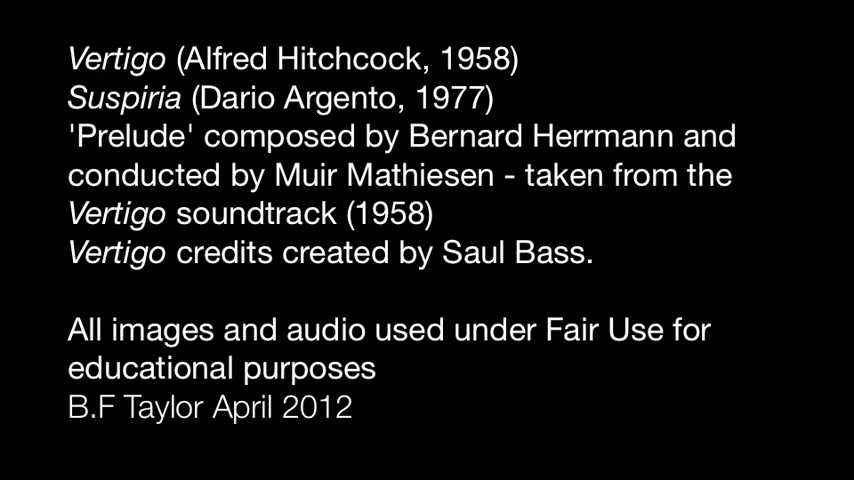 Vertigo (Alfred Hitchcock, 1958)
Suspiria (Dario Argento, 1977)
'Prelude' composed by Bernard Herrmann and
conducted by Muir Mathiesen - taken from the
Vertigo soundtrack (1958)
Vertigo credits created by Saul Bass.
All images and audio used under Fair Use for
educational purposes
B.F Taylor April 2012